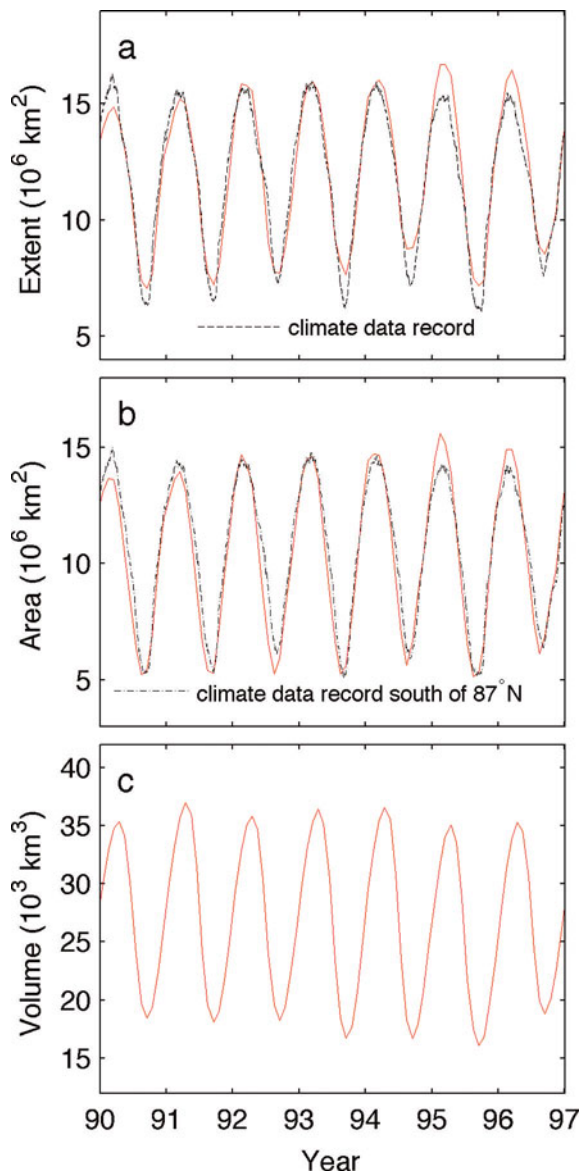 a
15
10
5
Extent (10⁶ km²)
climate data record
b
15
10
5
Area (10⁶ km²)
climate data record south of 87°N
c
40
35
30
20
15
Volume (10³ km³)
90 91 92 93 94 95 96 97
Year